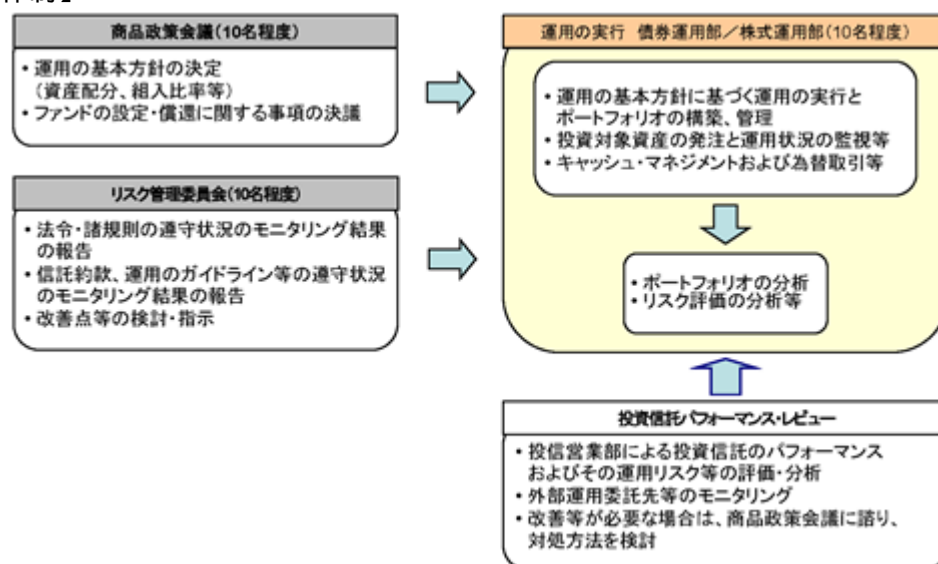 商品政策会議(10名程度)
・運用の基本方針の決定
(資産配分、組入比率等)
・ファンドの設定・償還に関する事項の決議
リスク管理委員会(10名程度)
・法令・諸規則の遵守状況のモニタリング結果
の報告
・信託約款、運用のガイドライン等の遵守状況
のモニタリング結果の報告
・改善点等の検討・指示
運用の実行 債券運用部/株式運用部(10名程度)
・運用の基本方針に基づく運用の実行と
ポートフォリオの構築、管理
・投資対象資産の発注と運用状況の監視等
・キャッシュ・マネジメントおよび為替取引等
・ポートフォリオの分析
・リスク評価の分析等
投資信託パフォーマンス・レビュー
・投信営業部による投資信託のパフォーマンス
およびその運用リスク等の評価・分析
・外部運用委託先等のモニタリング
・改善等が必要な場合は、商品政策会議に諮り、
対処方法を検討